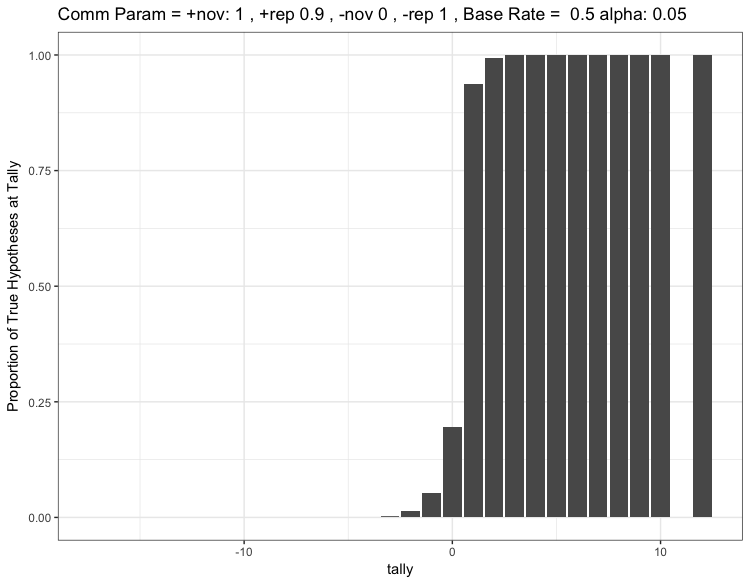 Comm Param = +nov: 1 , +rep 0.9 , -nov 0 , -rep 1 , Base Rate =  0.5 alpha: 0.05
Proportion of True Hypotheses at Tally
1.00
0.75
0.50
0.25
0.00
-10
0
10
tally